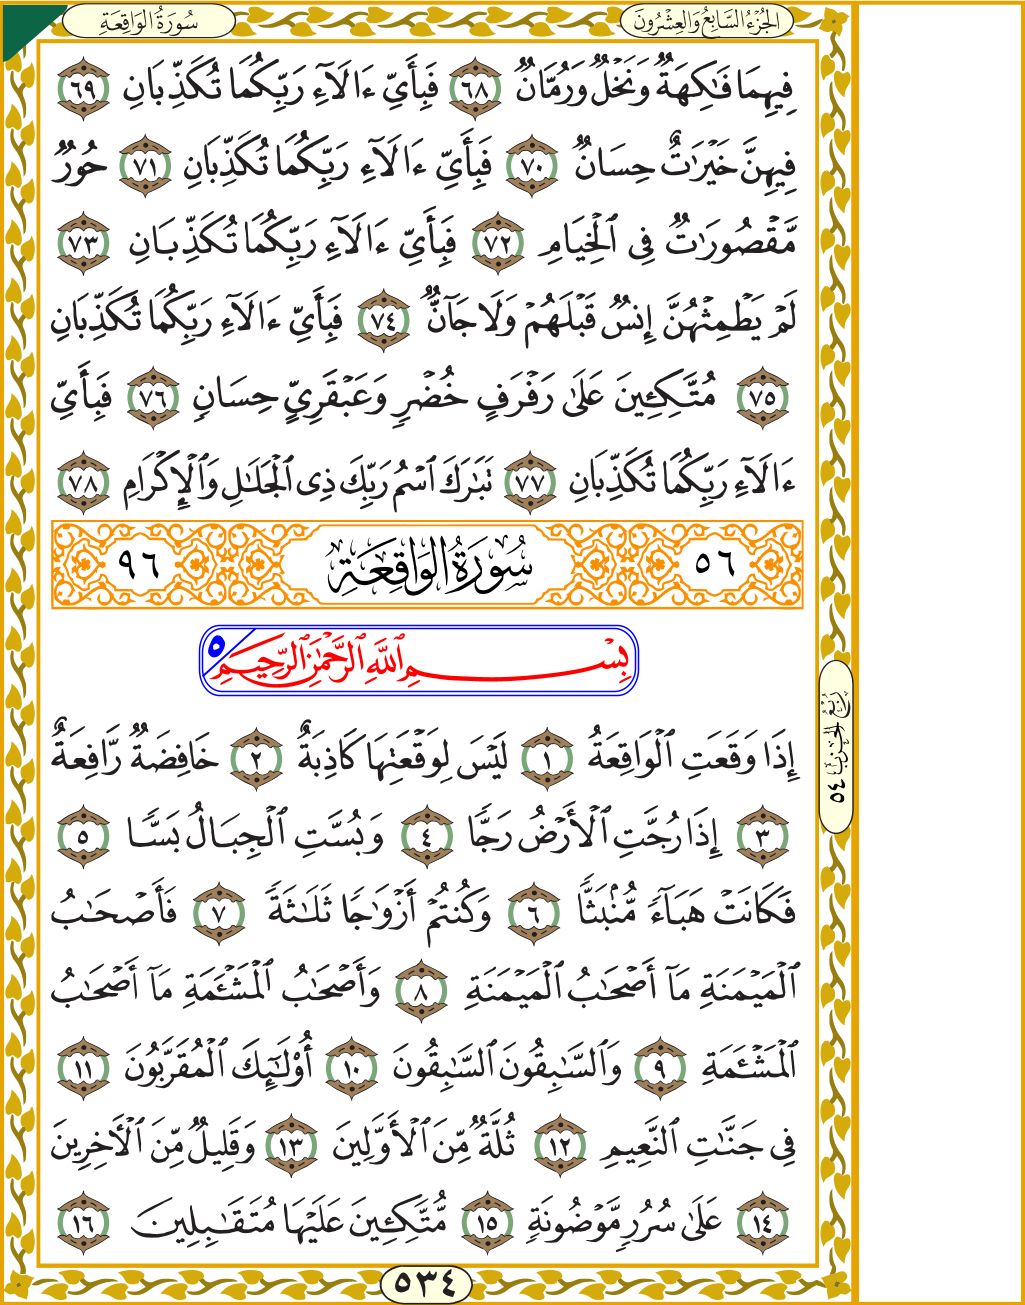 سُورَةُ الوَاقِعَةِ
الجُزْءُ السَّابِعُ وَالعِشْرُونَ
فِيهِمَا فَٰكِهَةٌ وَنَخْلٌ وَرُمَّانٌ ٦٨ فَبِأَيِّ ءَالَآءِ رَبِّكُمَا تُكَذِّبَانِ ٦٩
فِيهِنَّ خَيْرَٰتٌ حِسَانٌ ٧٠ فَبِأَيِّ ءَالَآءِ رَبِّكُمَا تُكَذِّبَانِ ٧١ حُورٌ
مَّقْصُورَٰتٌ فِي ٱلْخِيَامِ ٧٢ فَبِأَيِّ ءَالَآءِ رَبِّكُمَا تُكَذِّبَانِ ٧٣
لَمْ يَطْمِثْهُنَّ إِنسٌ قَبْلَهُمْ وَلَا جَآنٌّ ٧٤ فَبِأَيِّ ءَالَآءِ رَبِّكُمَا تُكَذِّبَانِ
٧٥ مُتَّكِـِٔينَ عَلَىٰ رَفْرَفٍ خُضْرٍ وَعَبْقَرِيٍّ حِسَانٍ ٧٦ فَبِأَيِّ
ءَالَآءِ رَبِّكُمَا تُكَذِّبَانِ ٧٧ تَبَٰرَكَ ٱسْمُ رَبِّكَ ذِي ٱلْجَلَٰلِ وَٱلْإِكْرَامِ ٧٨
٥٦ سُورَةُ الوَاقِعَةِ ٩٦
بِسْمِ ٱللَّهِ ٱلرَّحْمَٰنِ ٱلرَّحِيمِ ٥
إِذَا وَقَعَتِ ٱلْوَاقِعَةُ ١ لَيْسَ لِوَقْعَتِهَا كَاذِبَةٌ ٢ خَافِضَةٌ رَّافِعَةٌ
٣ إِذَا رُجَّتِ ٱلْأَرْضُ رَجًّا ٤ وَبُسَّتِ ٱلْجِبَالُ بَسًّا ٥
فَكَانَتْ هَبَآءً مُّنۢبَثًّا ٦ وَكُنتُمْ أَزْوَٰجًا ثَلَٰثَةً ٧ فَأَصْحَٰبُ
ٱلْمَيْمَنَةِ مَآ أَصْحَٰبُ ٱلْمَيْمَنَةِ ٨ وَأَصْحَٰبُ ٱلْمَشْـَٔمَةِ مَآ أَصْحَٰبُ
ٱلْمَشْـَٔمَةِ ٩ وَٱلسَّٰبِقُونَ ٱلسَّٰبِقُونَ ١٠ أُوْلَٰٓئِكَ ٱلْمُقَرَّبُونَ ١١
فِي جَنَّٰتِ ٱلنَّعِيمِ ١٢ ثُلَّةٌ مِّنَ ٱلْأَوَّلِينَ ١٣ وَقَلِيلٌ مِّنَ ٱلْأٓخِرِينَ
١٤ عَلَىٰ سُرُرٍ مَّوْضُونَةٍ ١٥ مُّتَّكِـِٔينَ عَلَيْهَا مُتَقَٰبِلِينَ ١٦
رُبْعُ الحِزْبِ ٥٤
٥٣٤